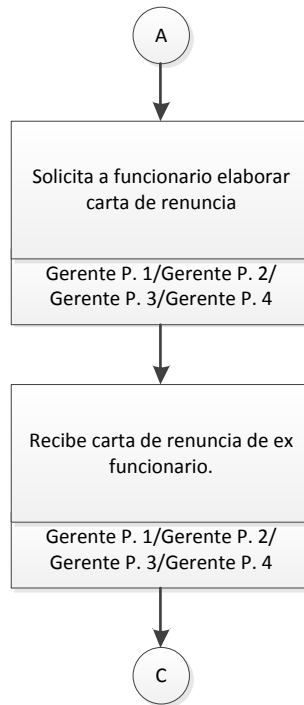 A
Solicita a funcionario elaborar
carta de renuncia
Gerente P. 1/Gerente P. 2/
Gerente P. 3/Gerente P. 4
Recibe carta de renuncia de ex
funcionario.
Gerente P. 1/Gerente P. 2/
Gerente P. 3/Gerente P. 4
C